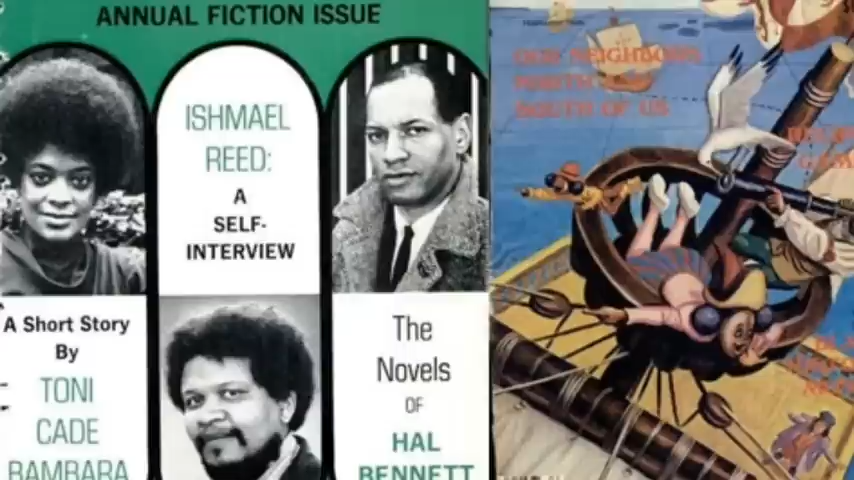 ANNUAL FICTION ISSUE
ISHMAEL
REED:
A
SELF-
INTERVIEW
A Short Story
By
TONI
CADE
BAMBARA
The
Novels
OF
HAL
BENNETT
OUR NEIGHBORS
NORTH AND
SOUTH OF US